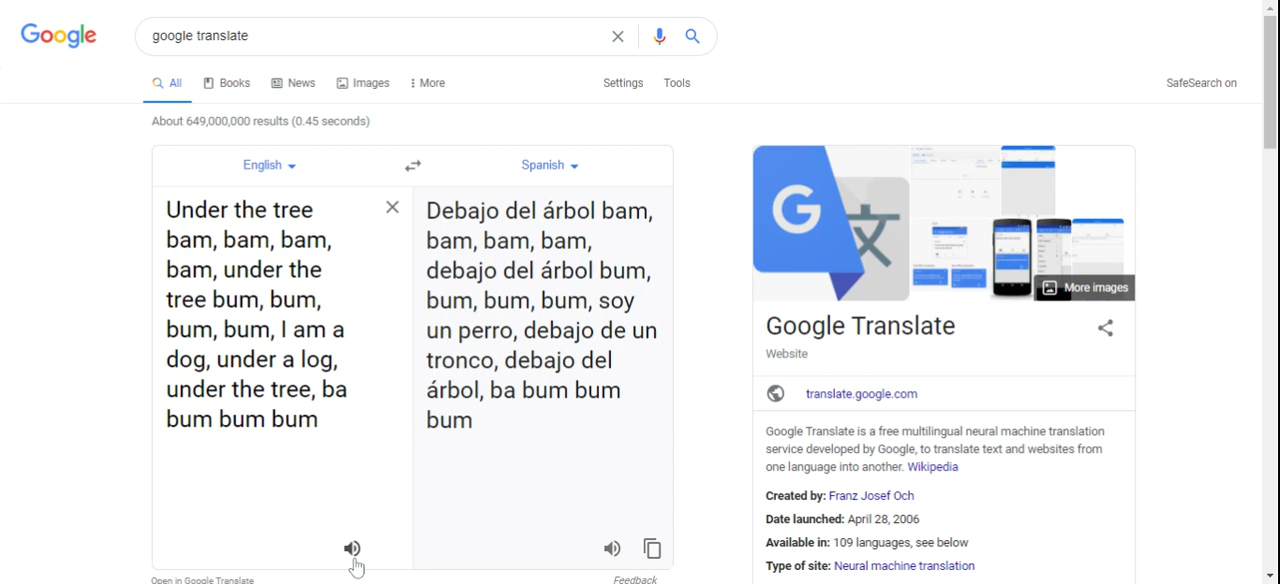 Google
google translate
All
Books
News
Images
More
Settings
Tools
SafeSearch on
About 649,000,000 results (0.45 seconds)
English
Spanish
Under the tree
bam, bam, bam,
bam, under the
tree bum, bum,
bum, bum, I am a
dog, under a log,
under the tree, ba
bum bum bum
Debajo del árbol bam,
bam, bam, bam,
debajo del árbol bum,
bum, bum, bum, soy
un perro, debajo de un
tronco, debajo del
árbol, ba bum bum
bum
Open in Google Translate
Feedback
G
文
More images
Google Translate
Website
translate.google.com
Google Translate is a free multilingual neural machine translation
service developed by Google, to translate text and websites from
one language into another. Wikipedia
Created by: Franz Josef Och
Date launched: April 28, 2006
Available in: 109 languages, see below
Type of site: Neural machine translation